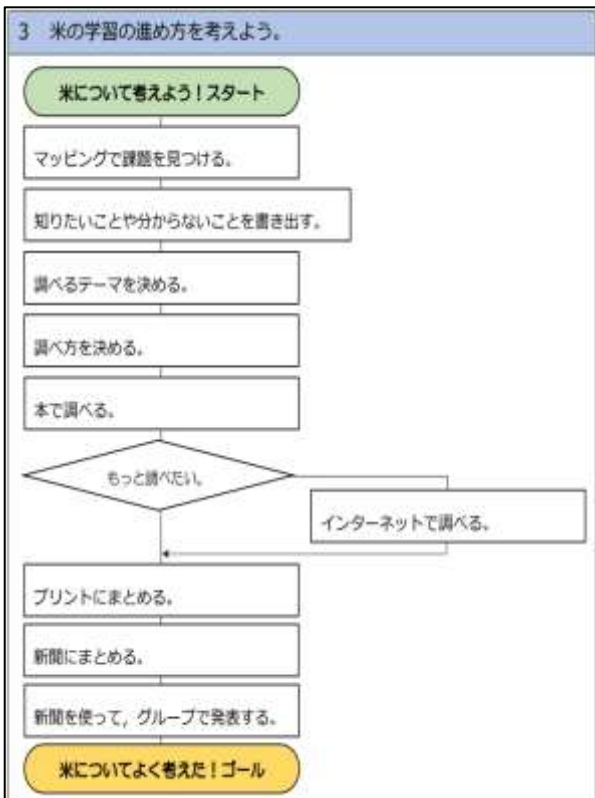 3 米の学習の進め方を考えよう。
米について考えよう！スタート
マッピングで課題を見つける。
知りたいことや分からないことを書き出す。
調べるテーマを決める。
調べ方を決める。
本で調べる。
もっと調べたい。
インターネットで調べる。
プリントにまとめる。
新聞にまとめる。
新聞を使って，グループで発表する。
米についてよく考えた！ゴール